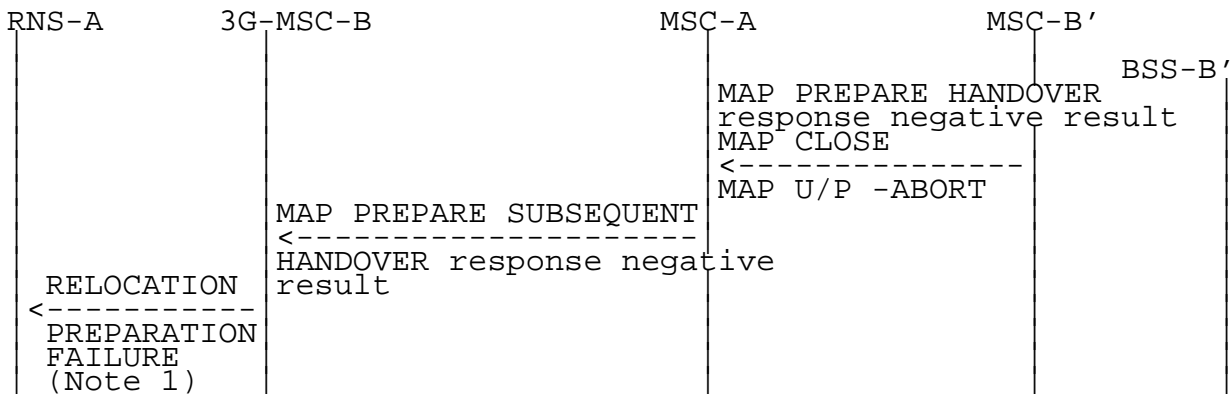 RNS-A 3G-MSC-B MSC-A MSC-B'
BSS-B'
MAP PREPARE HANDOVER
response negative result
MAP CLOSE
<---------------
MAP U/P -ABORT
MAP PREPARE SUBSEQUENT
<----------------------
HANDOVER response negative
result
RELOCATION
<-----------
PREPARATION
FAILURE
(Note 1)